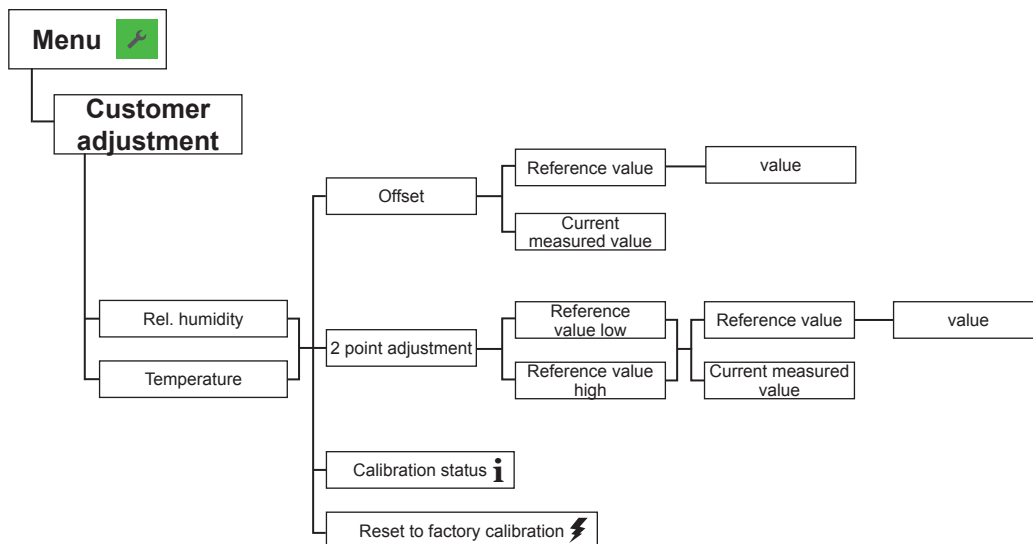 Menu
Customer
adjustment
Reference value
value
Offset
Current
measured value
Rel. humidity
Reference
value low
Reference value
value
2 point adjustment
Temperature
Reference value
high
Current measured
value
Calibration status i
Reset to factory calibration